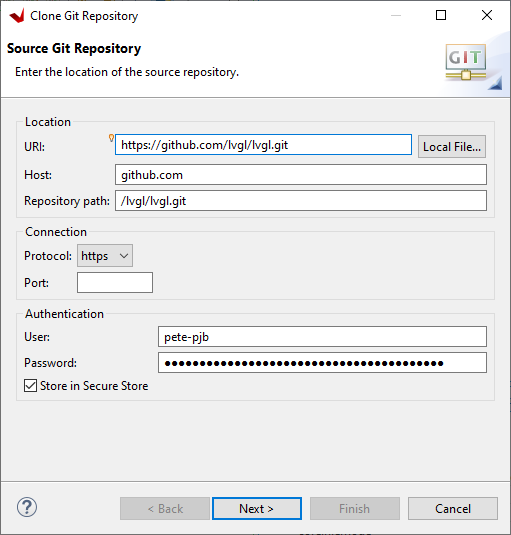 Clone Git Repository
Source Git Repository
Enter the location of the source repository.
GIT
Location
URI: https://github.com/lvgl/lvgl.git Local File...
Host: github.com
Repository path: /lvgl/lvgl.git
Connection
Protocol: https
Port:
Authentication
User: pete-pjb
Password: ●●●●●●●●●●●●●●●●●●●●●●●●●●●●●●●●●●●●●●●●
Store in Secure Store
? < Back Next > Finish Cancel